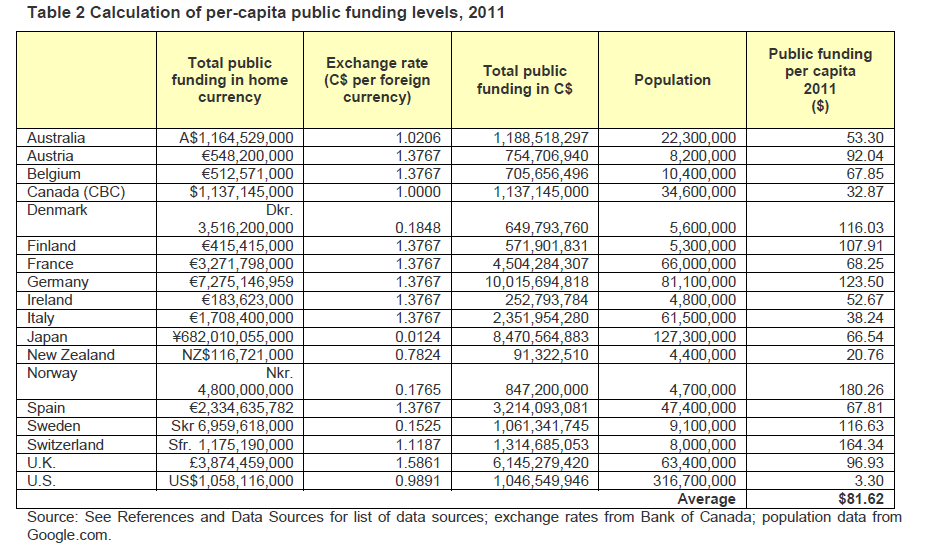 Table 2 Calculation of per-capita public funding levels, 2011
Total public funding in home currency Exchange rate (C$ per foreign currency) Total public funding in C$ Population Public funding per capita 2011 ($)
Australia A$1,164,529,000 1.0206 1,188,518,297 22,300,000 53.30
Austria €548,200,000 1.3767 754,706,940 8,200,000 92.04
Belgium €512,571,000 1.3767 705,656,496 10,400,000 67.85
Canada (CBC) $1,137,145,000 1.0000 1,137,145,000 34,600,000 32.87
Denmark Dkr.
3,516,200,000 0.1848 649,793,760 5,600,000 116.03
Finland €415,415,000 1.3767 571,901,831 5,300,000 107.91
France €3,271,798,000 1.3767 4,504,284,307 66,000,000 68.25
Germany €7,275,146,959 1.3767 10,015,694,818 81,100,000 123.50
Ireland €183,623,000 1.3767 252,793,784 4,800,000 52.67
Italy €1,708,400,000 1.3767 2,351,954,280 61,500,000 38.24
Japan ¥682,010,055,000 0.0124 8,470,564,883 127,300,000 66.54
New Zealand NZ$116,721,000 0.7824 91,322,510 4,400,000 20.76
Norway Nkr.
4,800,000,000 0.1765 847,200,000 4,700,000 180.26
Spain €2,334,635,782 1.3767 3,214,093,081 47,400,000 67.81
Sweden Skr 6,959,618,000 0.1525 1,061,341,745 9,100,000 116.63
Switzerland Sfr. 1,175,190,000 1.1187 1,314,685,053 8,000,000 164.34
U.K. £3,874,459,000 1.5861 6,145,279,420 63,400,000 96.93
U.S. US$1,058,116,000 0.9891 1,046,549,946 316,700,000 3.30
Average $81.62
Source: See References and Data Sources for list of data sources; exchange rates from Bank of Canada; population data from
Google.com.